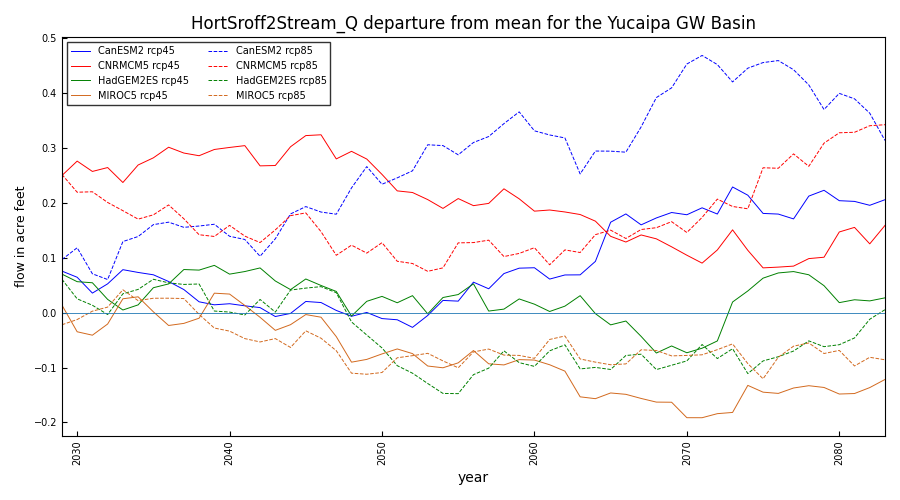 HortSroff2Stream_Q departure from mean for the Yucaipa GW Basin
CanESM2 rcp45
CNRMCM5 rcp45
HadGEM2ES rcp45
MIROC5 rcp45
CanESM2 rcp85
CNRMCM5 rcp85
HadGEM2ES rcp85
MIROC5 rcp85
flow in acre feet
0.5
0.4
0.3
0.2
0.1
0.0
−0.1
−0.2
2030
2040
2050
2060
2070
2080
year